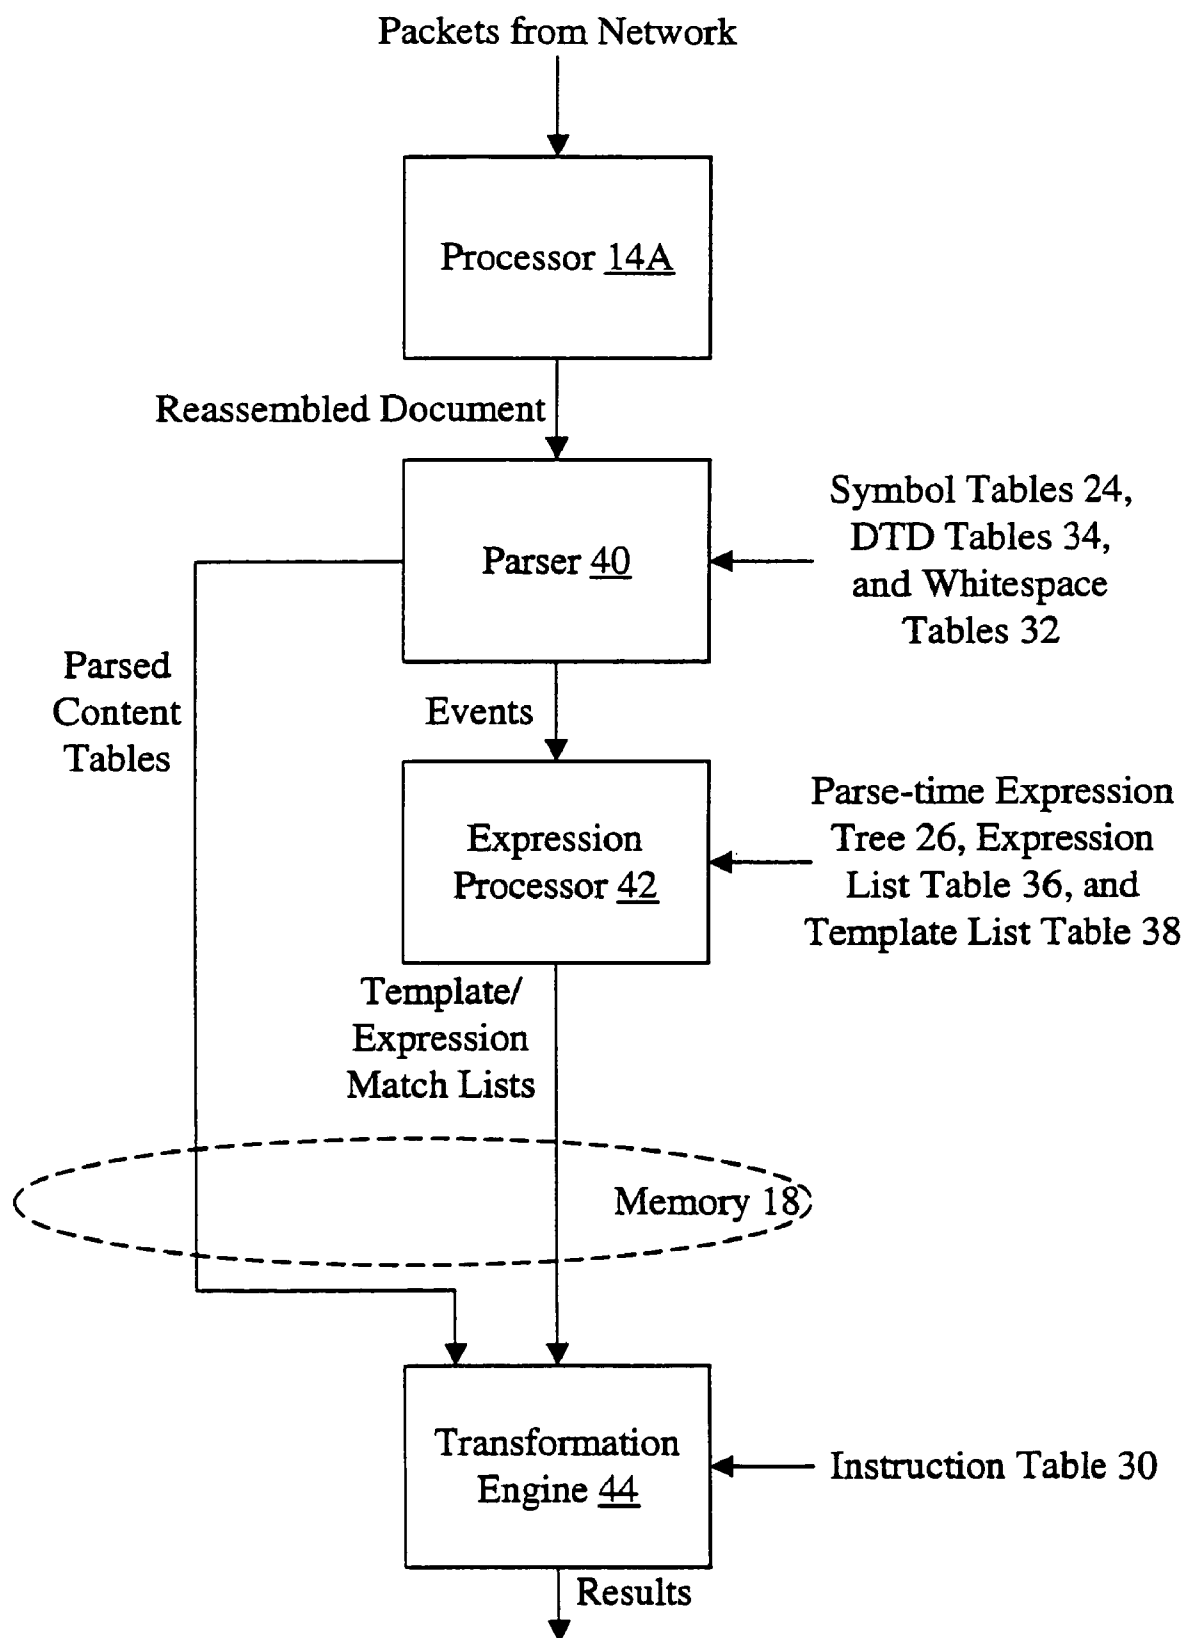 Packets from Network
Processor 14A
Reassembled Document
Symbol Tables 24,
DTD Tables 34,
and Whitespace
Tables 32
Parser 40
Parsed
Content
Tables
Events
Parse-time Expression
Tree 26, Expression
List Table 36, and
Template List Table 38
Expression
Processor 42
Template/
Expression
Match Lists
Memory 18
Transformation
Engine 44
Instruction Table 30
Results